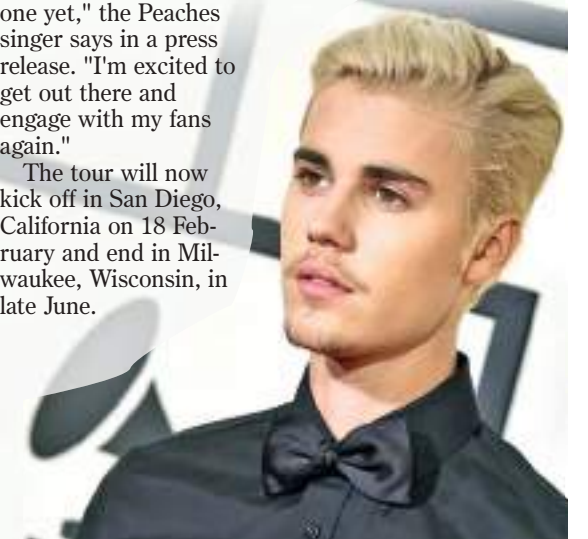 one yet," the Peaches
singer says in a press
release. "I'm excited to
get out there and
engage with my fans
again."
The tour will now
kick off in San Diego,
California on 18 Feb-
ruary and end in Mil-
waukee, Wisconsin, in
late June.